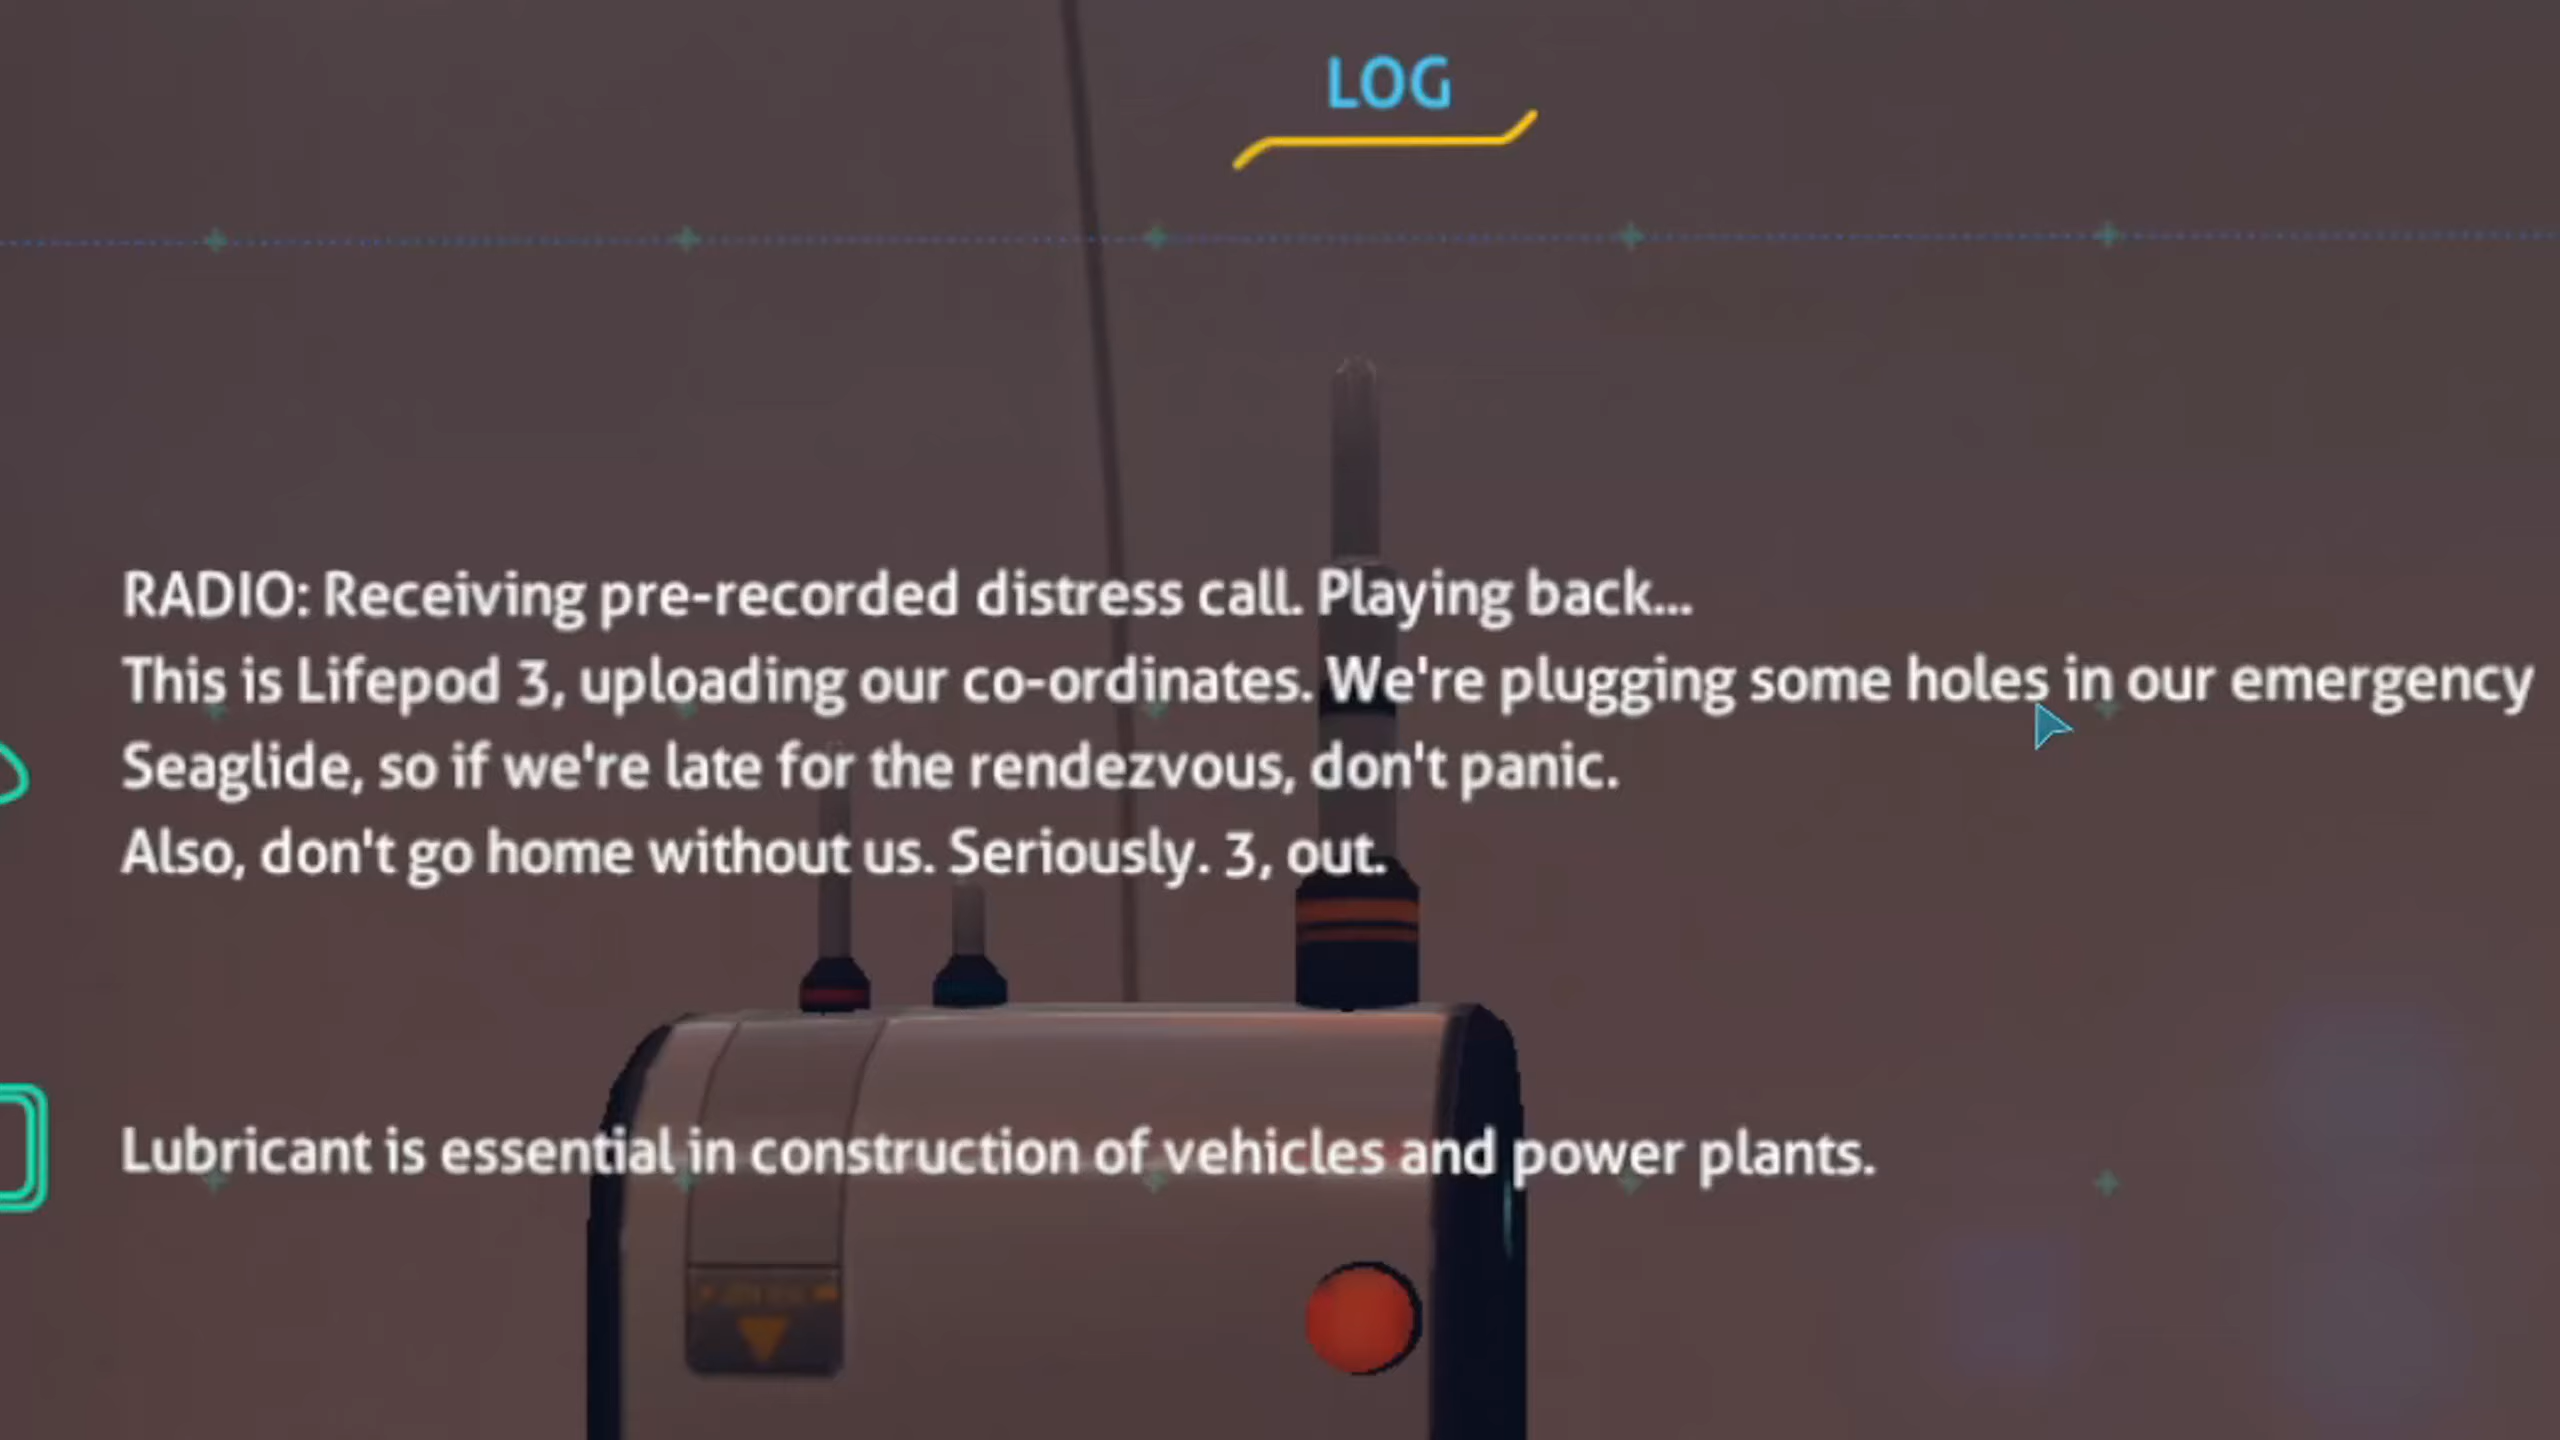 LOG
RADIO: Receiving pre-recorded distress call. Playing back...
This is Lifepod 3, uploading our co-ordinates. We're plugging some holes in our emergency
Seaglide, so if we're late for the rendezvous, don't panic.
Also, don't go home without us. Seriously. 3, out.
Lubricant is essential in construction of vehicles and power plants.